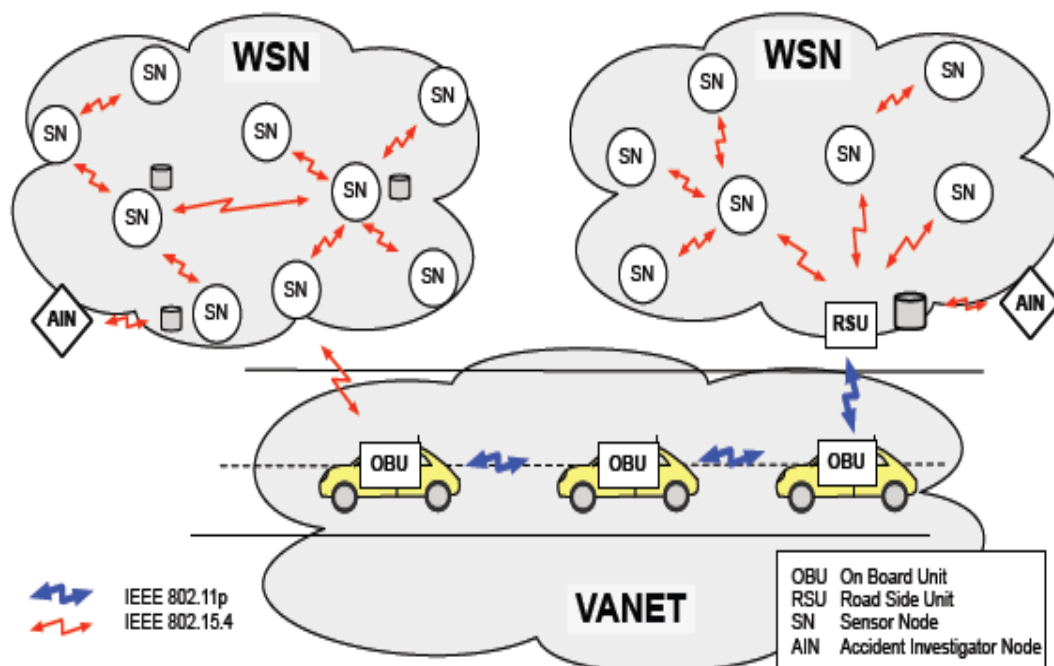 WSN
SN
SN
SN
SN
SN
SN
SN
SN
SN
AIN
WSN
SN
SN
SN
SN
SN
SN
SN
RSU
AIN
OBU
OBU
OBU
VANET
IEEE 802.11p
IEEE 802.15.4
OBU On Board Unit
RSU Road Side Unit
SN Sensor Node
AIN Accident Investigator Node